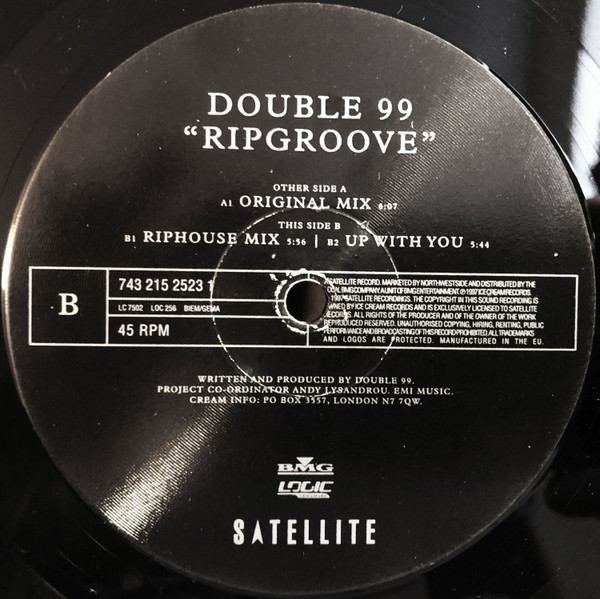 DOUBLE 99
“RIPGROOVE”
OTHER SIDE A
A1 ORIGINAL MIX 6:07
THIS SIDE B
B1 RIPHOUSE MIX 5:56 | B2 UP WITH YOU 5:44
B
743 215 2523 1
LC 7502 LOC 256 BIEM/GEMA
45 RPM
SATELLITE RECORD. MARKETED BY NORTHWESTSIDE AND DISTRIBUTED BY THE
LOCAL BMG COMPANY. A UNIT OF BMG ENTERTAINMENT. ℗ 1997 ICE CREAM RECORDS.
© 1997 SATELLITE RECORDINGS. THE COPYRIGHT IN THIS SOUND RECORDING IS
OWNED BY ICE CREAM RECORDS AND IS EXCLUSIVELY LICENSED TO SATELLITE
RECORDS. ALL RIGHTS OF THE PRODUCER AND OF THE OWNER OF THE WORK
REPRODUCED RESERVED. UNAUTHORISED COPYING, HIRING, RENTING, PUBLIC
PERFORMANCE AND BROADCASTING OF THIS RECORD PROHIBITED. ALL TRADEMARKS
AND LOGOS ARE PROTECTED. MANUFACTURED IN THE EU.
WRITTEN AND PRODUCED BY DOUBLE 99.
PROJECT CO-ORDINATOR ANDY LYSANDROU. EMI MUSIC.
CREAM INFO: PO BOX 3557, LONDON N7 7QW.
BMG
LOGIC
SATELLITE